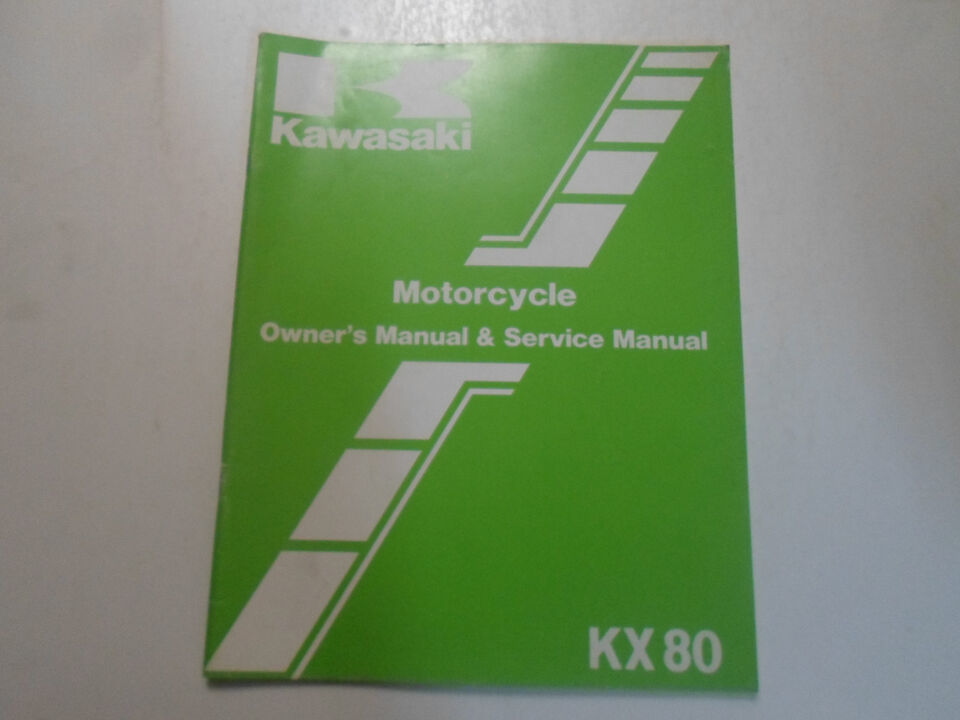 Kawasaki
Motorcycle
Owner's Manual & Service Manual
KX 80